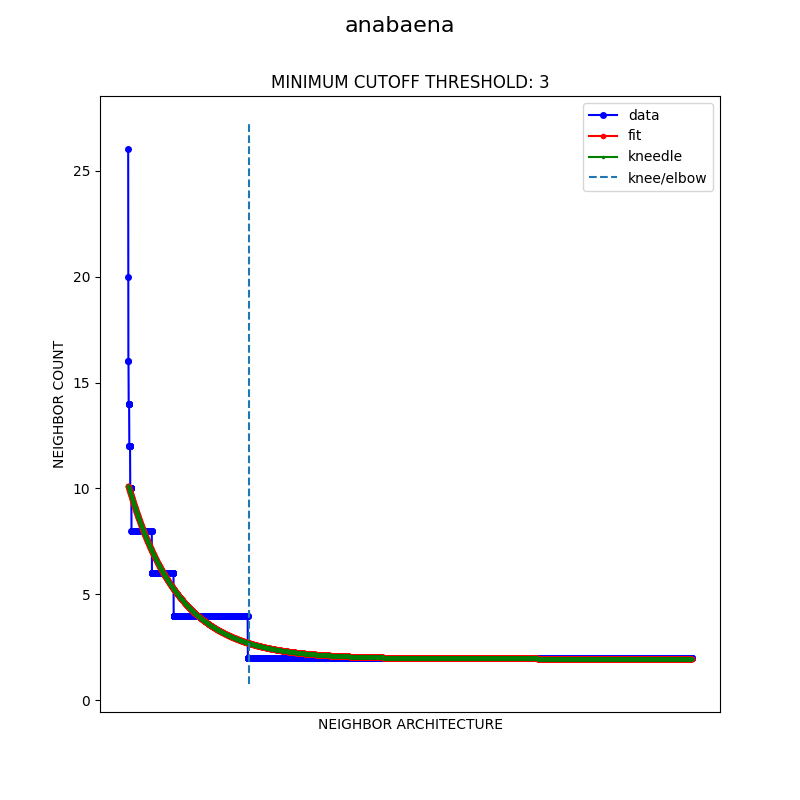 anabaena
MINIMUM CUTOFF THRESHOLD: 3
data
fit
kneedle
knee/elbow
25
20
15
10
5
0
NEIGHBOR COUNT
NEIGHBOR ARCHITECTURE